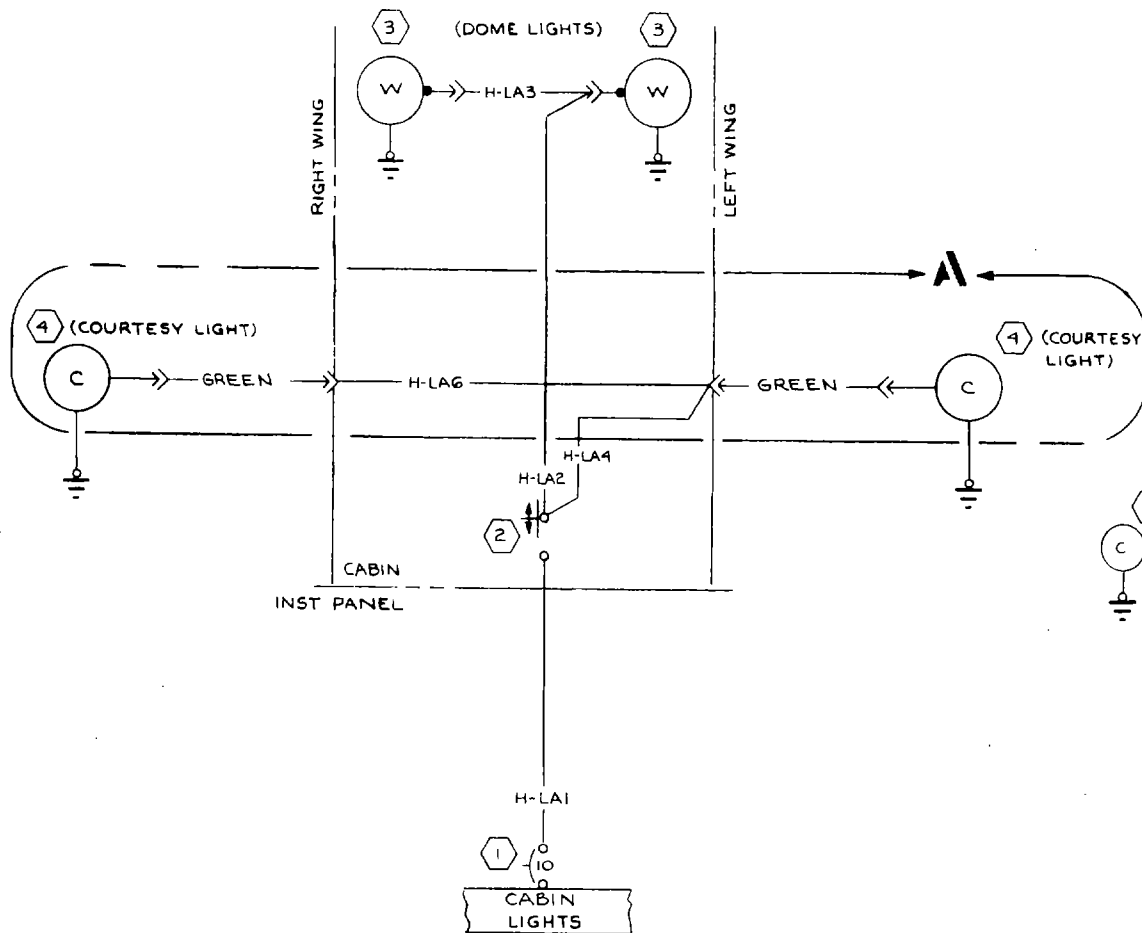 3 (DOME LIGHTS) 3
W H-LA3 W
RIGHT WING
LEFT WING
A
4 (COURTESY LIGHT)
4 (COURTESY
LIGHT)
C GREEN H-LA6 GREEN C
H-LA4
H-LA2
2
C
CABIN
INST PANEL
H-LA1
1
10
CABIN
LIGHTS